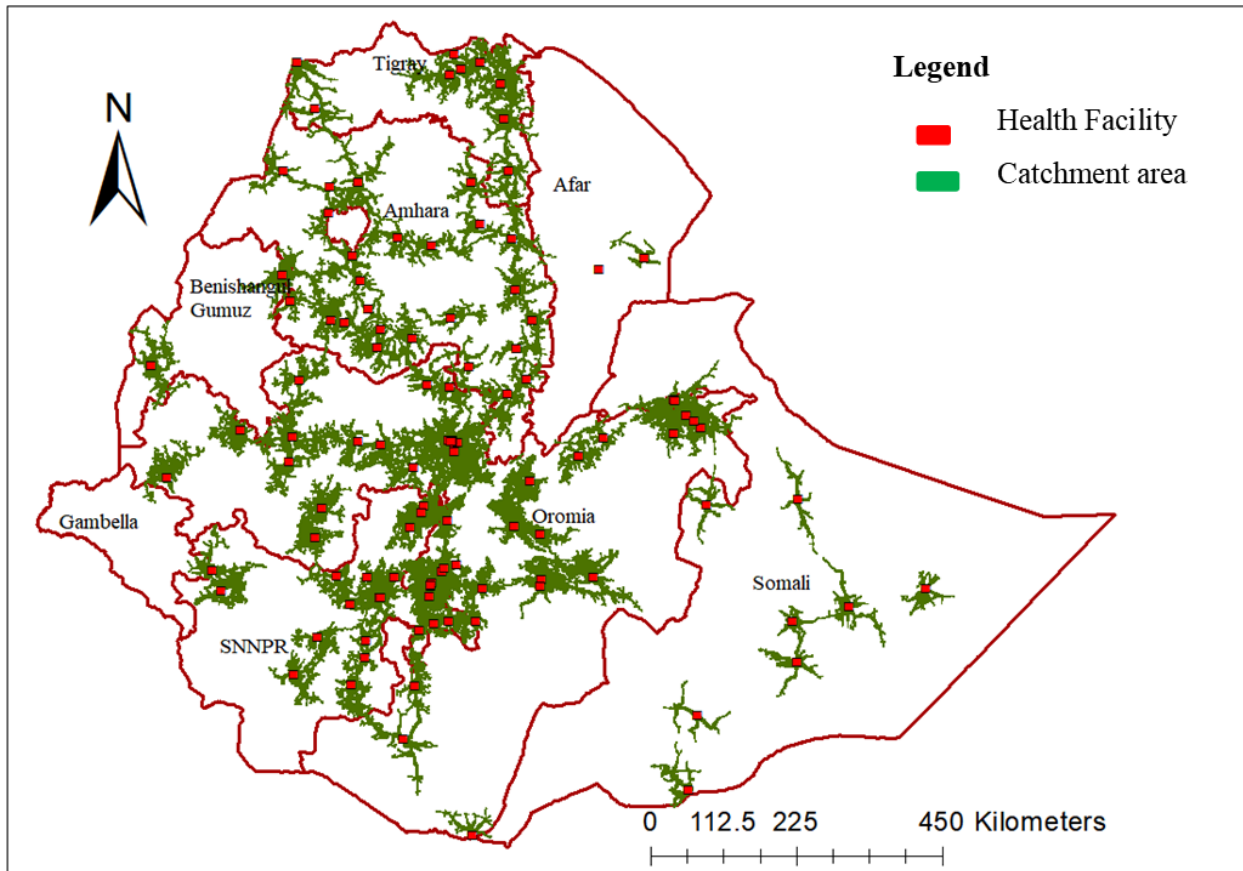 Legend
Health Facility
Catchment area
N
Tigray
Afar
Amhara
Benishangul
Gumuz
Gambella
Oromia
Somali
SNNPR
0 112.5 225 450 Kilometers